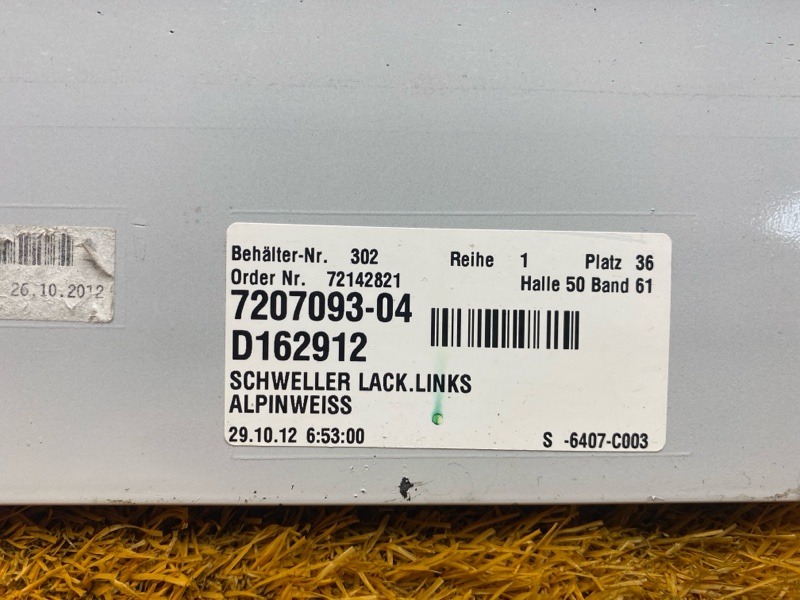 26.10.2012
Behälter-Nr. 302 Reihe 1 Platz 36
Order Nr. 72142821 Halle 50 Band 61
7207093-04
D162912
SCHWELLER LACK.LINKS
ALPINWEISS
29.10.12 6:53:00 S -6407-C003